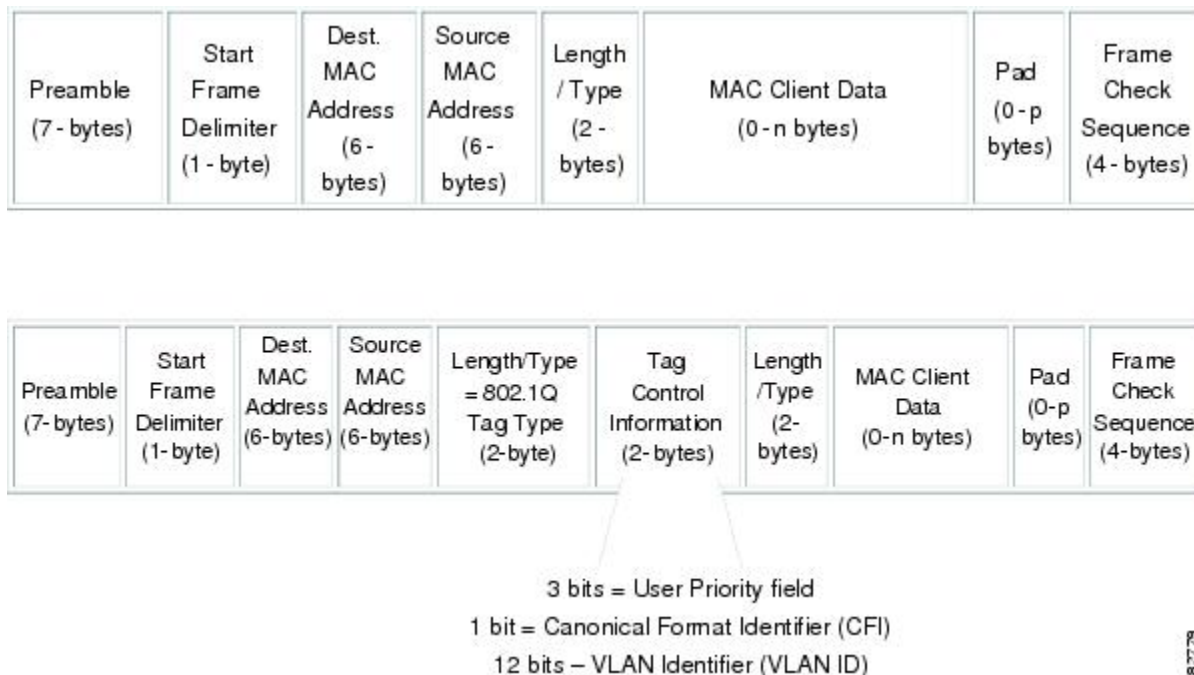 Preamble
(7 - bytes)
Start
Frame
Delimiter
(1 - byte)
Dest.
MAC
Address
(6 -
bytes)
Source
MAC
Address
(6 -
bytes)
Length
/ Type
(2 -
bytes)
MAC Client Data
(0 - n bytes)
Pad
(0 - p
bytes)
Frame
Check
Sequence
(4 - bytes)
Preamble
(7-bytes)
Start
Frame
Delimiter
(1-byte)
Dest.
MAC
Address
(6-bytes)
Source
MAC
Address
(6-bytes)
Length/Type
= 802.1Q
Tag Type
(2-byte)
Tag
Control
Information
(2- bytes)
Length
/Type
(2-
bytes)
MAC Client
Data
(0-n bytes)
Pad
(0-p
bytes)
Frame
Check
Sequence
(4-bytes)
3 bits = User Priority field
1 bit = Canonical Format Identifier (CFI)
12 bits – VLAN Identifier (VLAN ID)